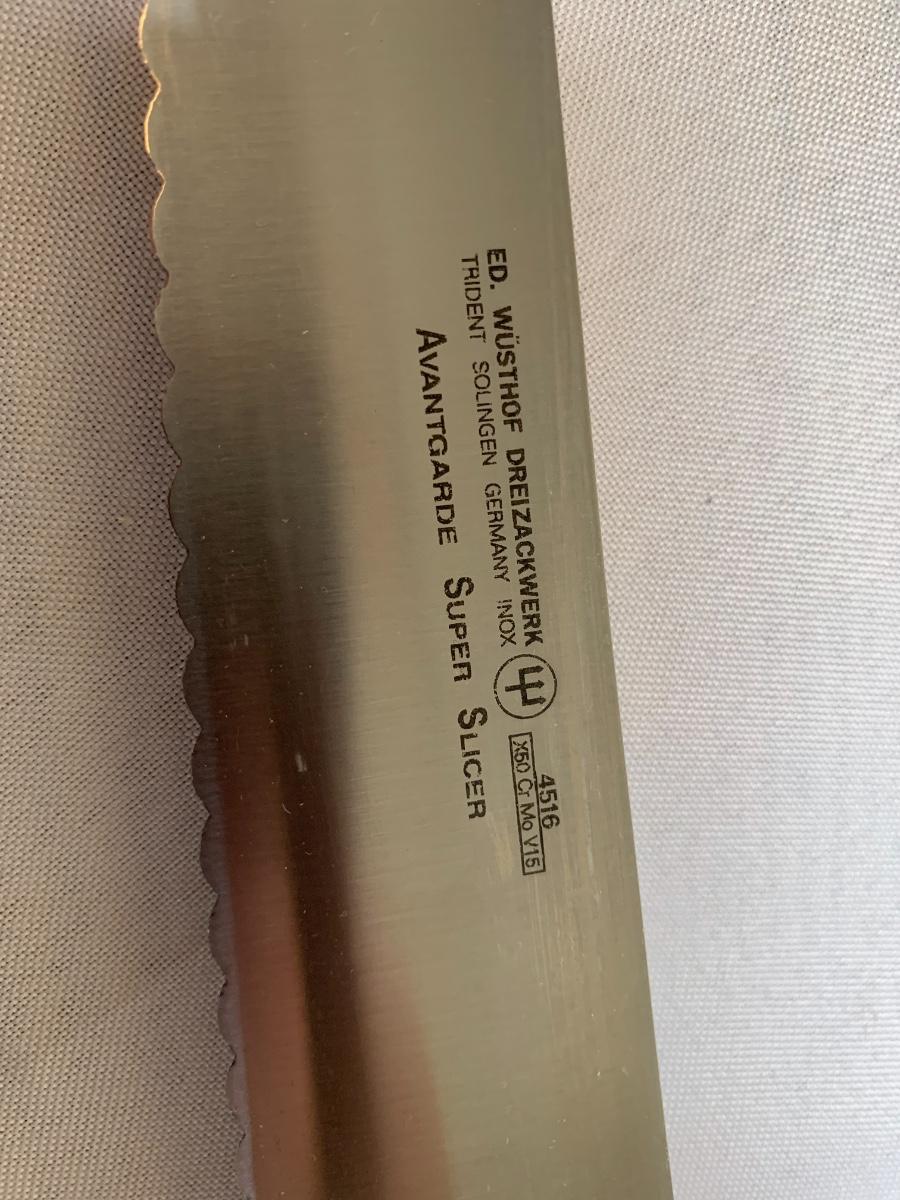 ED. WÜSTHOF DREIZACKWERK
TRIDENT SOLINGEN GERMANY INOX
4516
X50 Cr Mo V15
AVANTGARDE SUPER SLICER